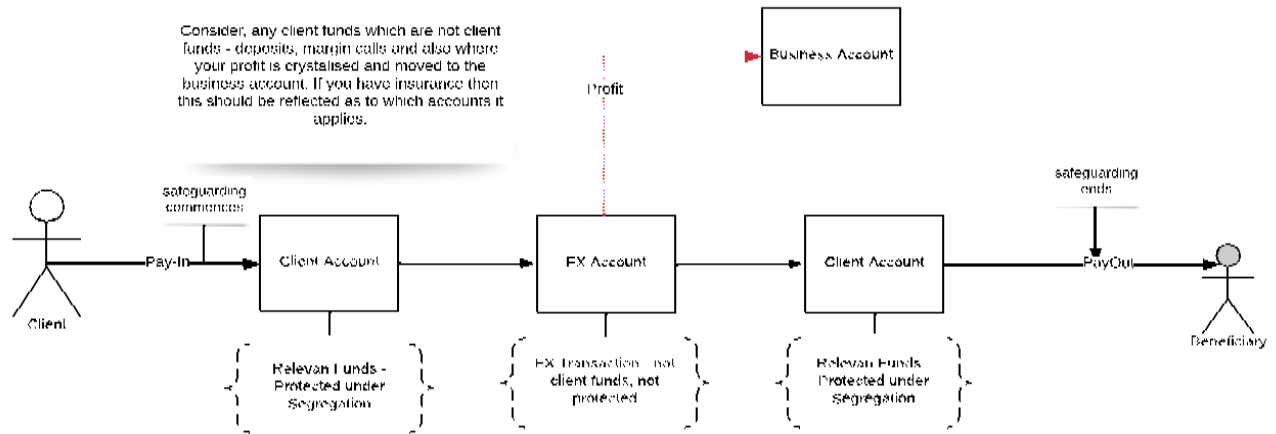 Consider, any client funds which are not client
funds - deposits, margin calls and also where
your profit is crystalised and moved to the
business account. If you have insurance then
this should be reflected as to which accounts it
applies.
Business Account
Profit
safeguarding
commences
safeguarding
ends
Pay-In
Client Account
FX Account
Client Account
PayOut
Client
Beneficiary
Relevan Funds -
Protected under
Segregation
FX Transaction - not
client funds, not
protected
Relevan Funds -
Protected under
Segregation